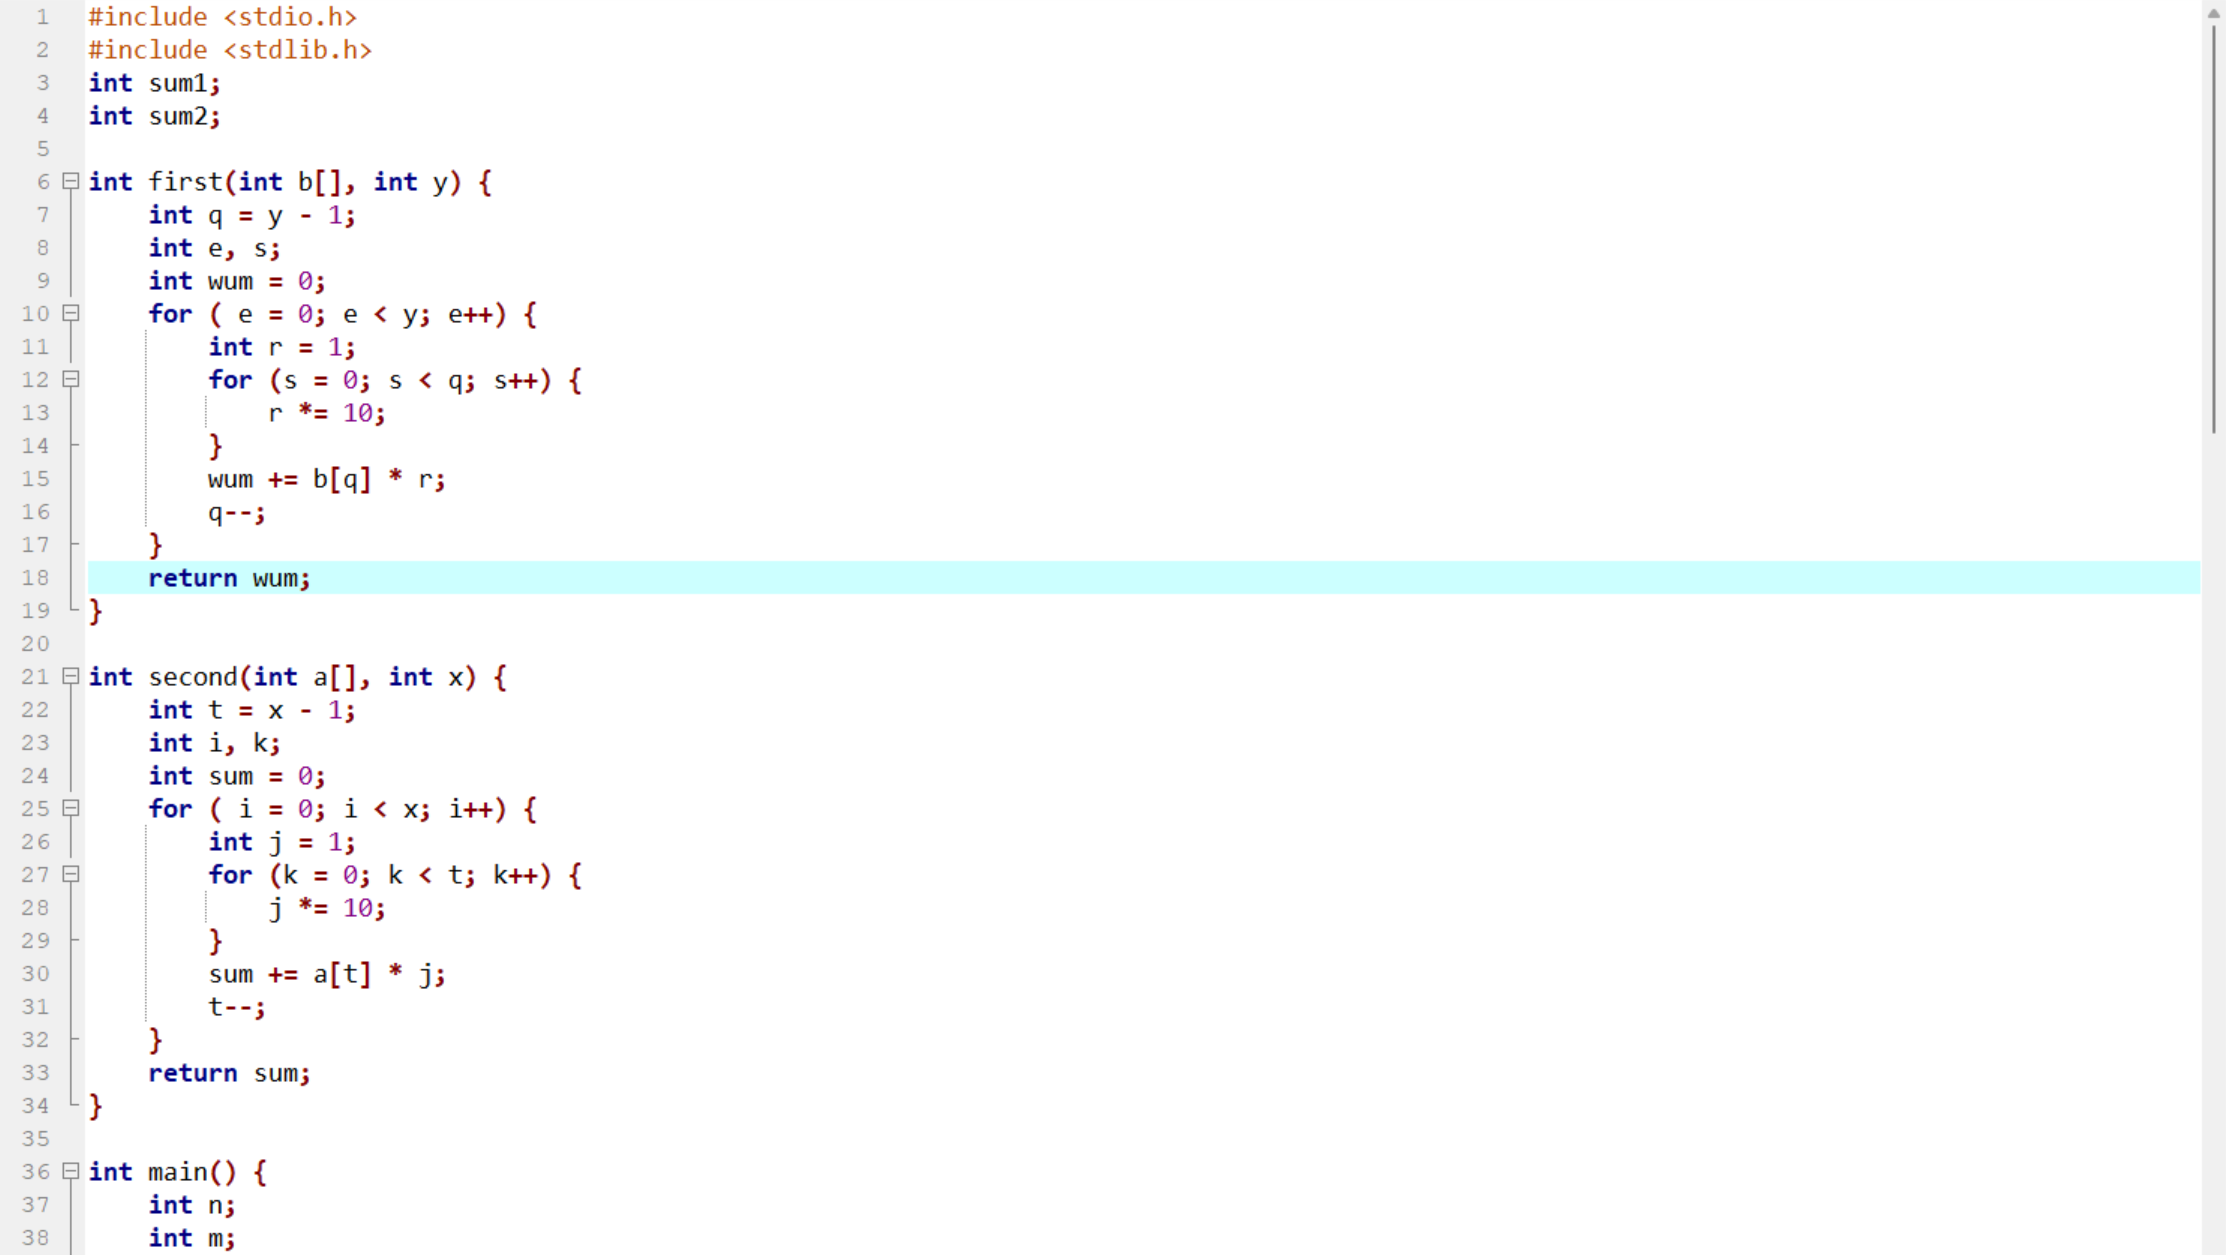 1 #include <stdio.h>
2 #include <stdlib.h>
3 int sum1;
4 int sum2;
5
6 int first(int b[], int y) {
7     int q = y - 1;
8     int e, s;
9     int wum = 0;
10     for ( e = 0; e < y; e++) {
11         int r = 1;
12         for (s = 0; s < q; s++) {
13             r *= 10;
14         }
15         wum += b[q] * r;
16         q--;
17     }
18     return wum;
19 }
20
21 int second(int a[], int x) {
22     int t = x - 1;
23     int i, k;
24     int sum = 0;
25     for ( i = 0; i < x; i++) {
26         int j = 1;
27         for (k = 0; k < t; k++) {
28             j *= 10;
29         }
30         sum += a[t] * j;
31         t--;
32     }
33     return sum;
34 }
35
36 int main() {
37     int n;
38     int m;